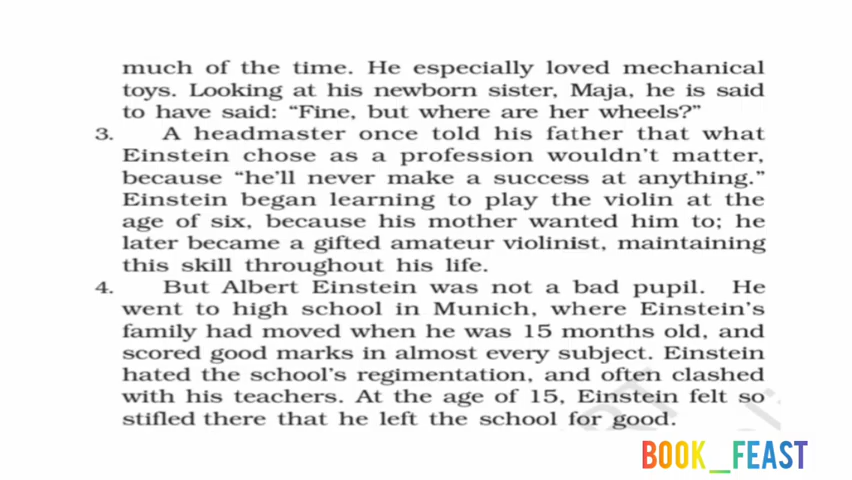 much of the time. He especially loved mechanical
toys. Looking at his newborn sister, Maja, he is said
to have said: “Fine, but where are her wheels?”
3. A headmaster once told his father that what
Einstein chose as a profession wouldn’t matter,
because “he’ll never make a success at anything.”
Einstein began learning to play the violin at the
age of six, because his mother wanted him to; he
later became a gifted amateur violinist, maintaining
this skill throughout his life.
4. But Albert Einstein was not a bad pupil. He
went to high school in Munich, where Einstein’s
family had moved when he was 15 months old, and
scored good marks in almost every subject. Einstein
hated the school’s regimentation, and often clashed
with his teachers. At the age of 15, Einstein felt so
stifled there that he left the school for good.
BOOK_FEAST